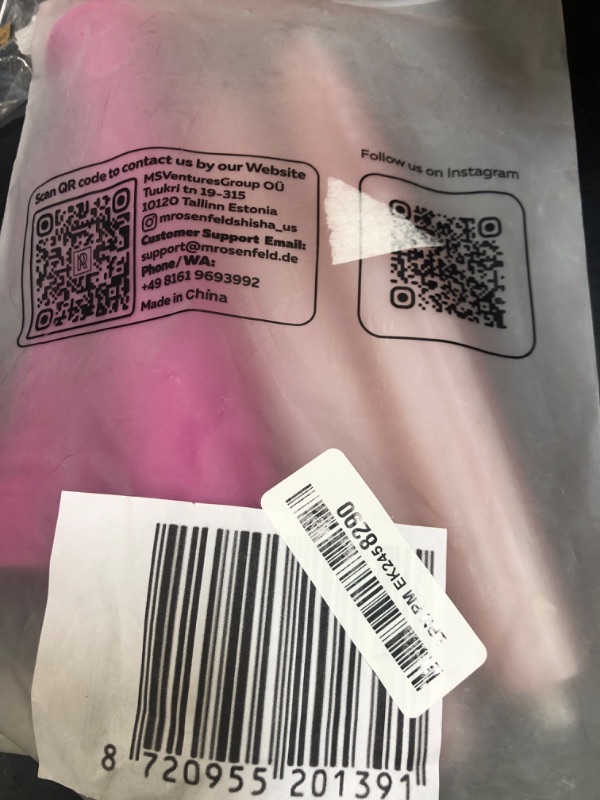 Scan QR code to contact us by our Website
MSVenturesGroup OÜ
Tuukri tn 19-315
10120 Tallinn Estonia
mrosenfeldshisha_us
Customer Support Email:
support@mrosenfeld.de
Phone/WA:
+49 8161 9693992
Made in China
Follow us on Instagram
PM EK2458290
8 720955 201391